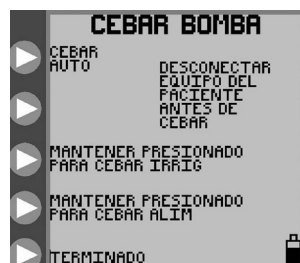 CEBAR BOMBA
CEBAR
AUTO
DESCONECTAR
EQUIPO DEL
PACIENTE
ANTES DE
CEBAR
MANTENER PRESIONADO
PARA CEBAR IRRIG
MANTENER PRESIONADO
PARA CEBAR ALIM
TERMINADO